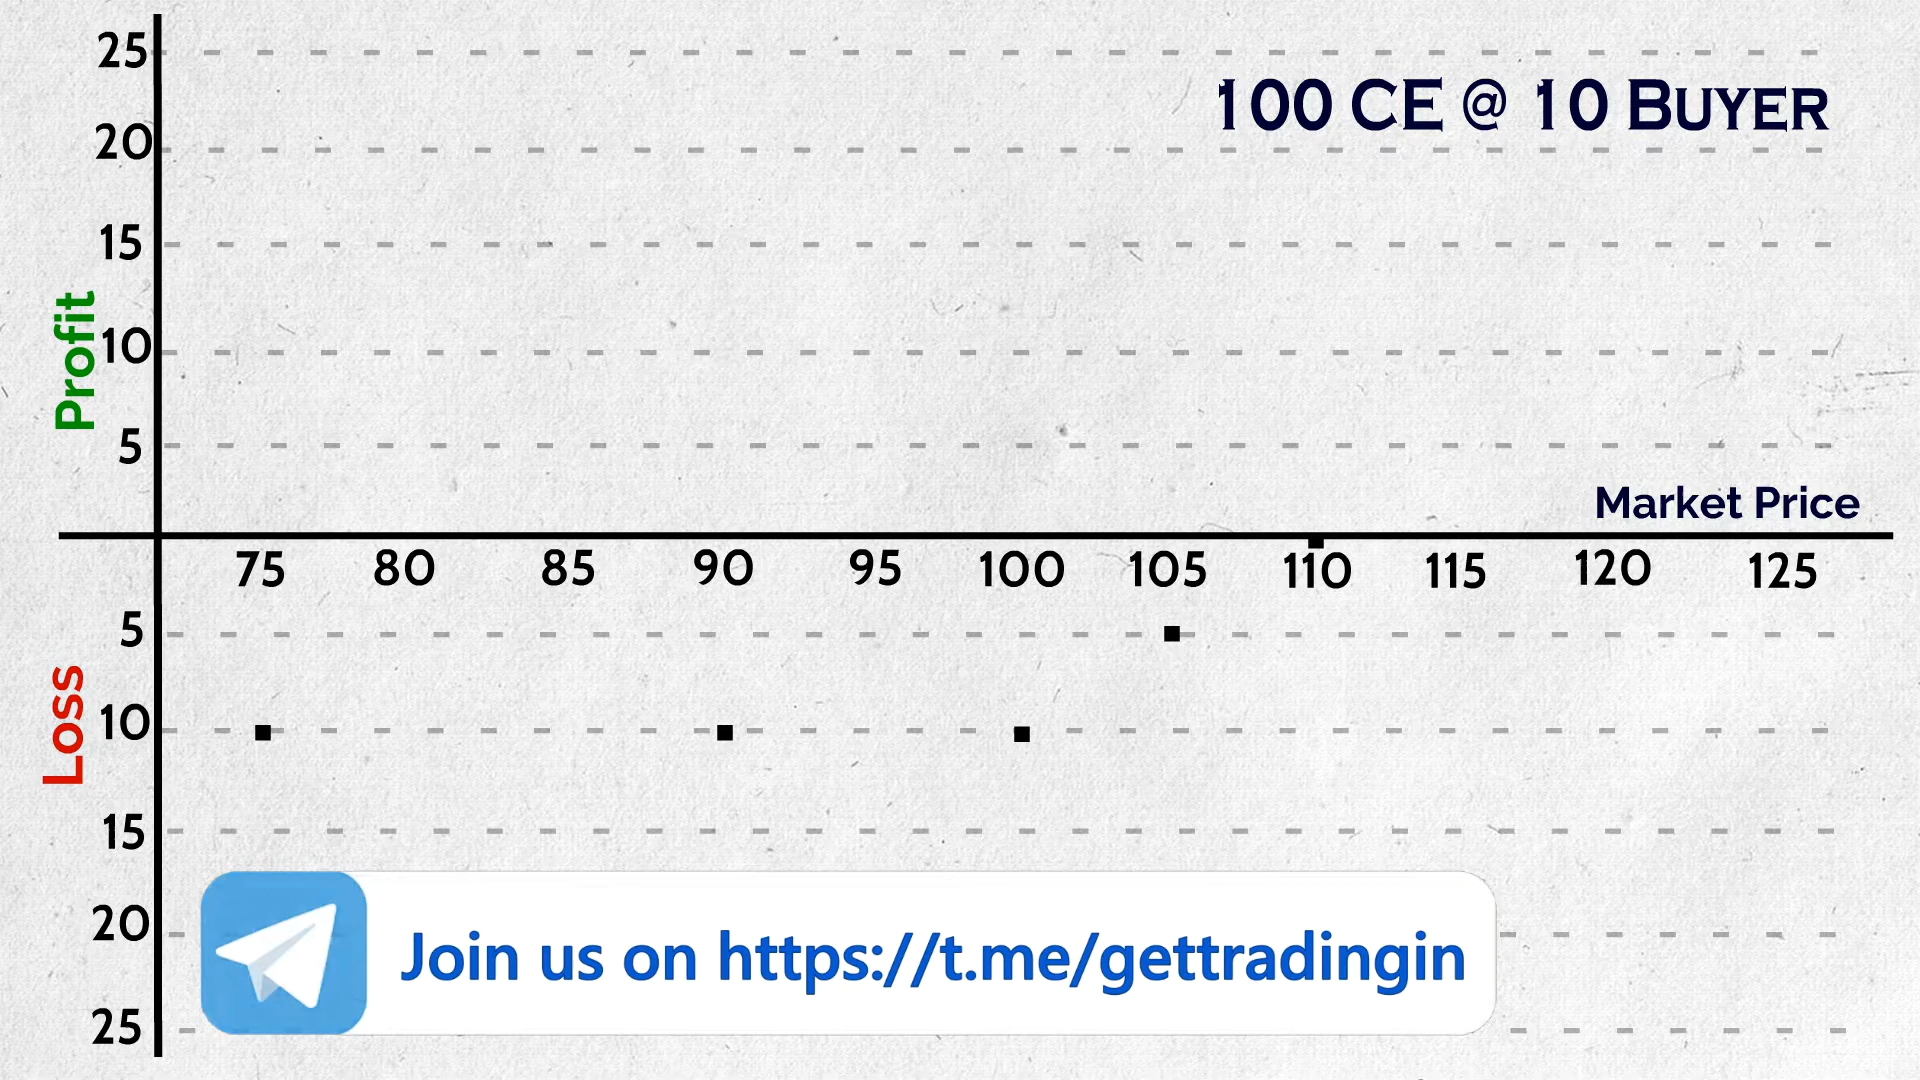 25
100 CE @ 10 BUYER
20
15
Profit
10
5
Market Price
75 80 85 90 95 100 105 110 115 120 125
5
Loss
10
15
20
Join us on https://t.me/gettradingin
25